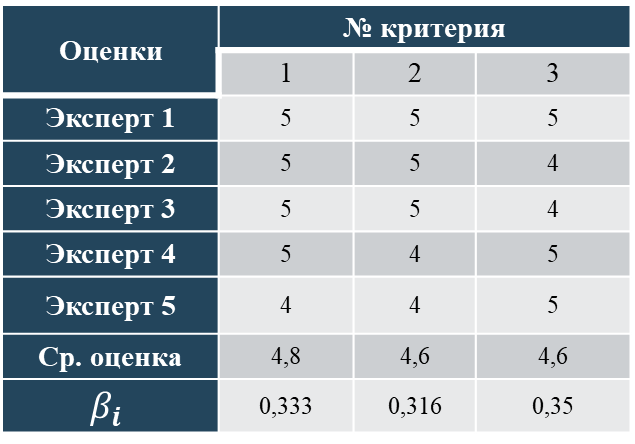 Оценки № критерия
1 2 3
Эксперт 1 5 5 5
Эксперт 2 5 5 4
Эксперт 3 5 5 4
Эксперт 4 5 4 5
Эксперт 5 4 4 5
Ср. оценка 4,8 4,6 4,6
βi 0,333 0,316 0,35